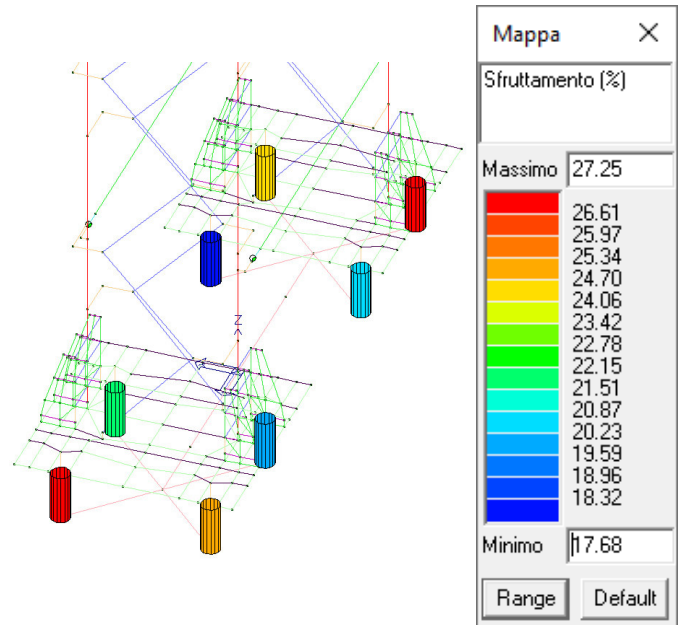 Mappa
Sfruttamento (%)
Massimo 27.25
26.61
25.97
25.34
24.70
24.06
23.42
22.78
22.15
21.51
20.87
20.23
19.59
18.96
18.32
Minimo 17.68
Range Default
Z